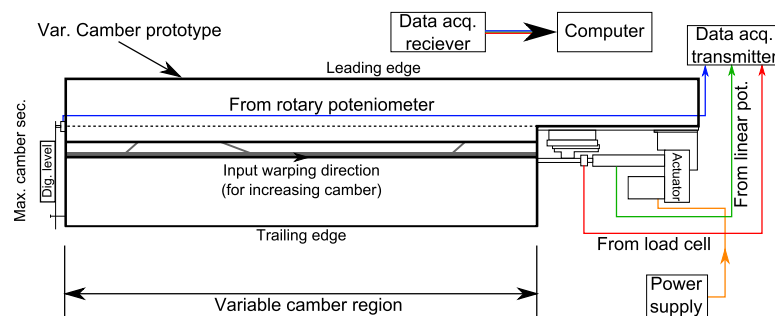 Var. Camber prototype
Data acq.
reciever
Computer
Data acq.
transmitter
Leading edge
From rotary poteniometer
From linear pot.
Max. camber sec.
Dig. level
Input warping direction
(for increasing camber)
Actuator
Trailing edge
From load cell
Power
supply
Variable camber region